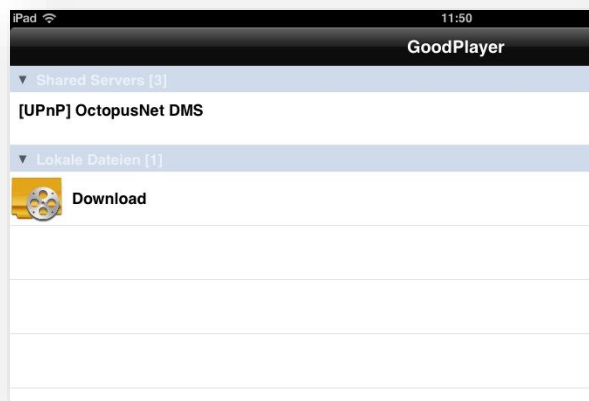 iPad 11:50
GoodPlayer
▼ Shared Servers [3]
[UPnP] OctopusNet DMS
▼ Lokale Dateien [1]
Download